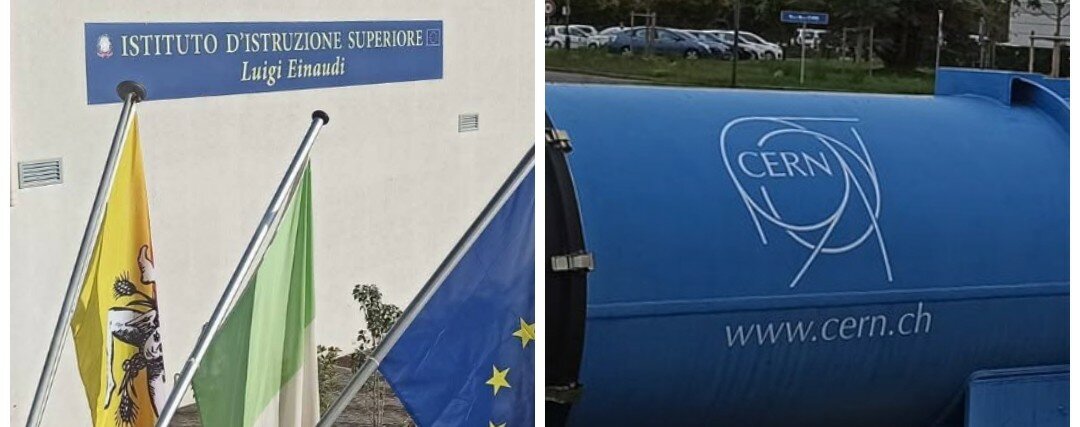 ISTITUTO D'ISTRUZIONE SUPERIORE
Luigi Einaudi
CERN
www.cern.ch